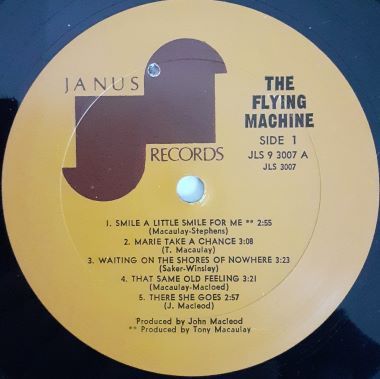 JANUS
RECORDS
THE
FLYING
MACHINE
SIDE 1
JLS 9 3007 A
JLS 3007
1. SMILE A LITTLE SMILE FOR ME ** 2:55
(Macaulay-Stephens)
2. MARIE TAKE A CHANCE 3:08
(T. Macaulay)
3. WAITING ON THE SHORES OF NOWHERE 3:23
(Saker-Winsley)
4. THAT SAME OLD FEELING 3:21
(Macaulay-Macloed)
5. THERE SHE GOES 2:57
(J. Macleod)
Produced by John Macleod
** Produced by Tony Macaulay